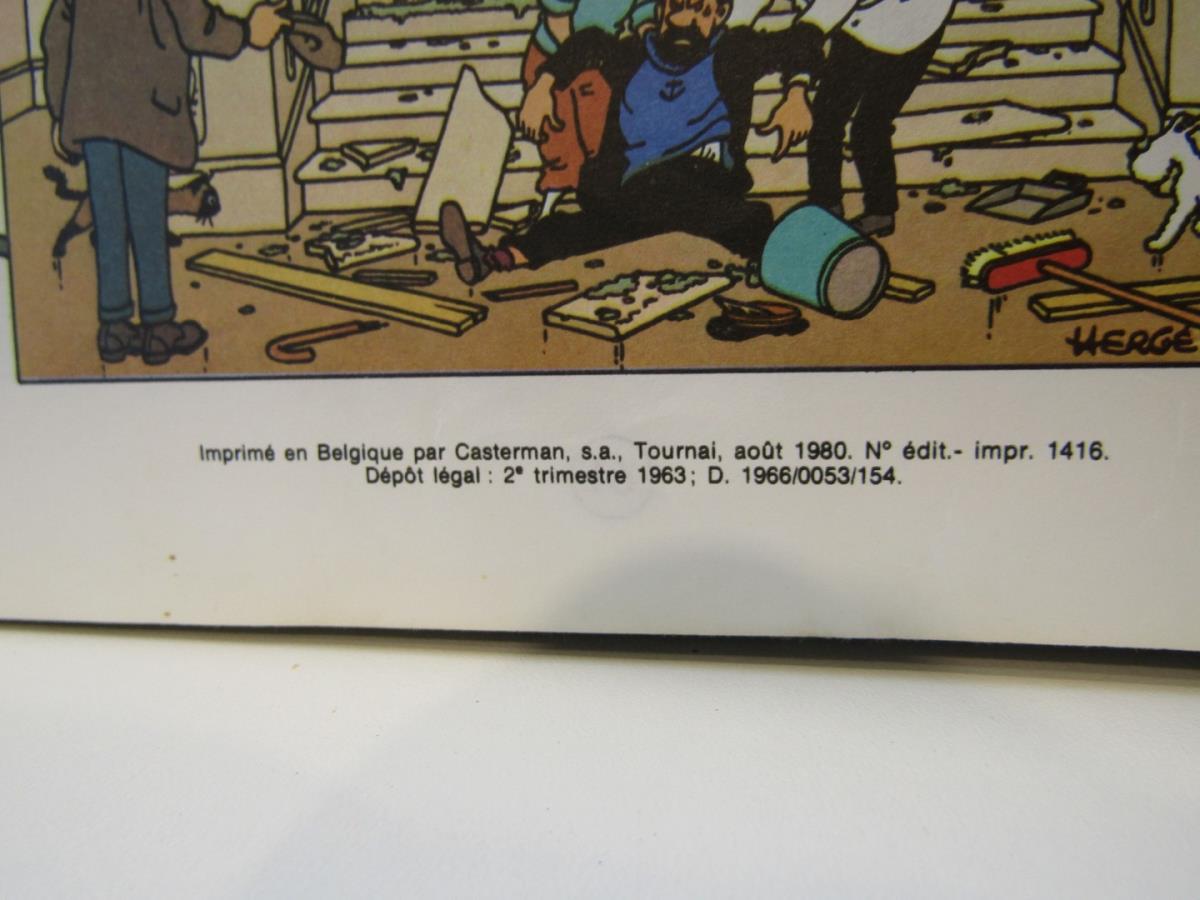 HERGÉ
Imprimé en Belgique par Casterman, s.a., Tournai, août 1980. N° édit.- impr. 1416.
Dépôt légal : 2e trimestre 1963; D. 1966/0053/154.